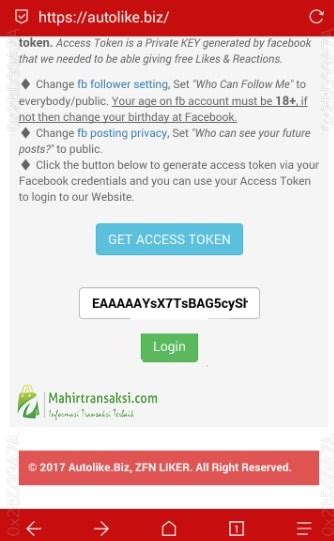 https://autolike.biz/
token. Access Token is a Private KEY generated by facebook
that we needed to be able giving free Likes & Reactions.
♦ Change fb follower setting, Set "Who Can Follow Me" to
everybody/public. Your age on fb account must be 18+, if
not then change your birthday at Facebook.
♦ Change fb posting privacy, Set "Who can see your future
posts?" to public.
♦ Click the button below to generate access token via your
Facebook credentials and you can use your Access Token
to login to our Website.
GET ACCESS TOKEN
EAAAAAYsX7TsBAG5cySh
Login
Mahirtransaksi.com
Informasi Transaksi Terbaik
© 2017 Autolike.Biz, ZFN LIKER. All Right Reserved.
1